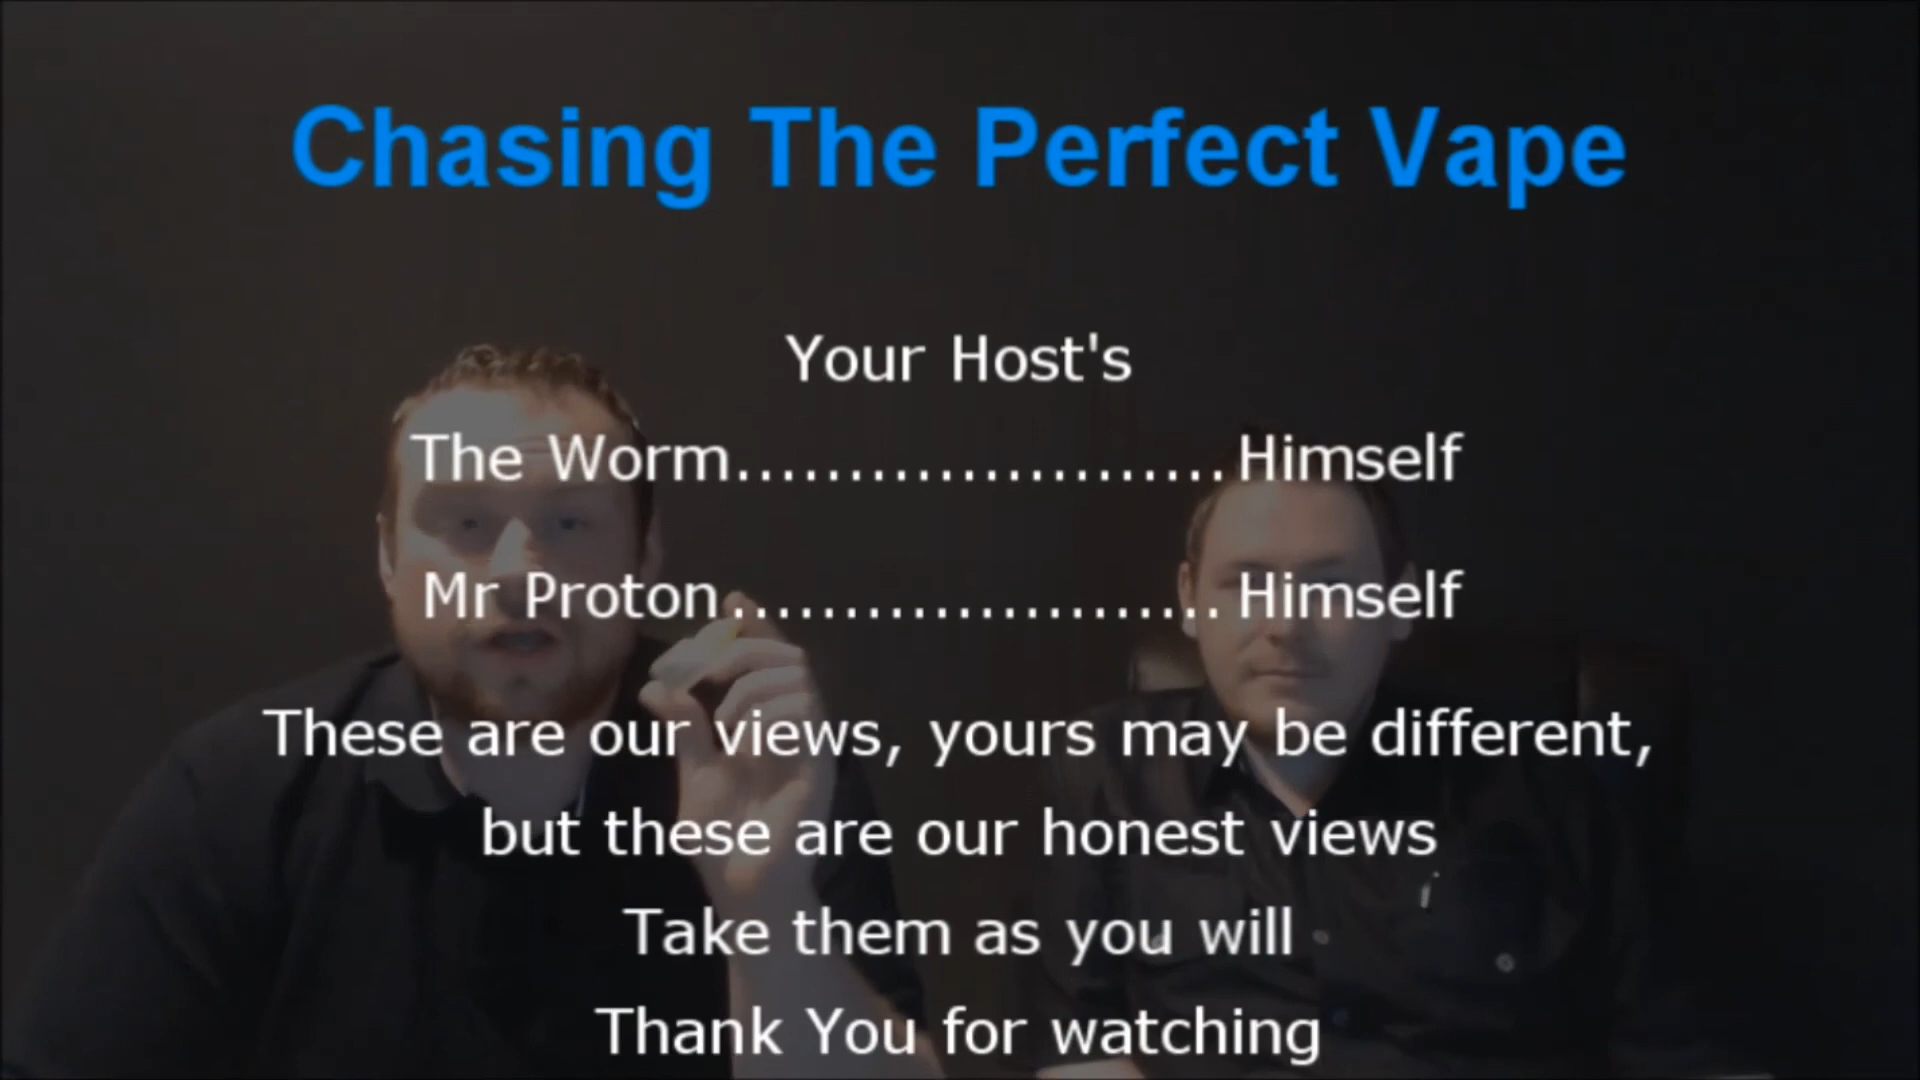 Chasing The Perfect Vape
Your Host's
The Worm......................Himself
Mr Proton......................Himself
These are our views, yours may be different,
but these are our honest views
Take them as you will
Thank You for watching